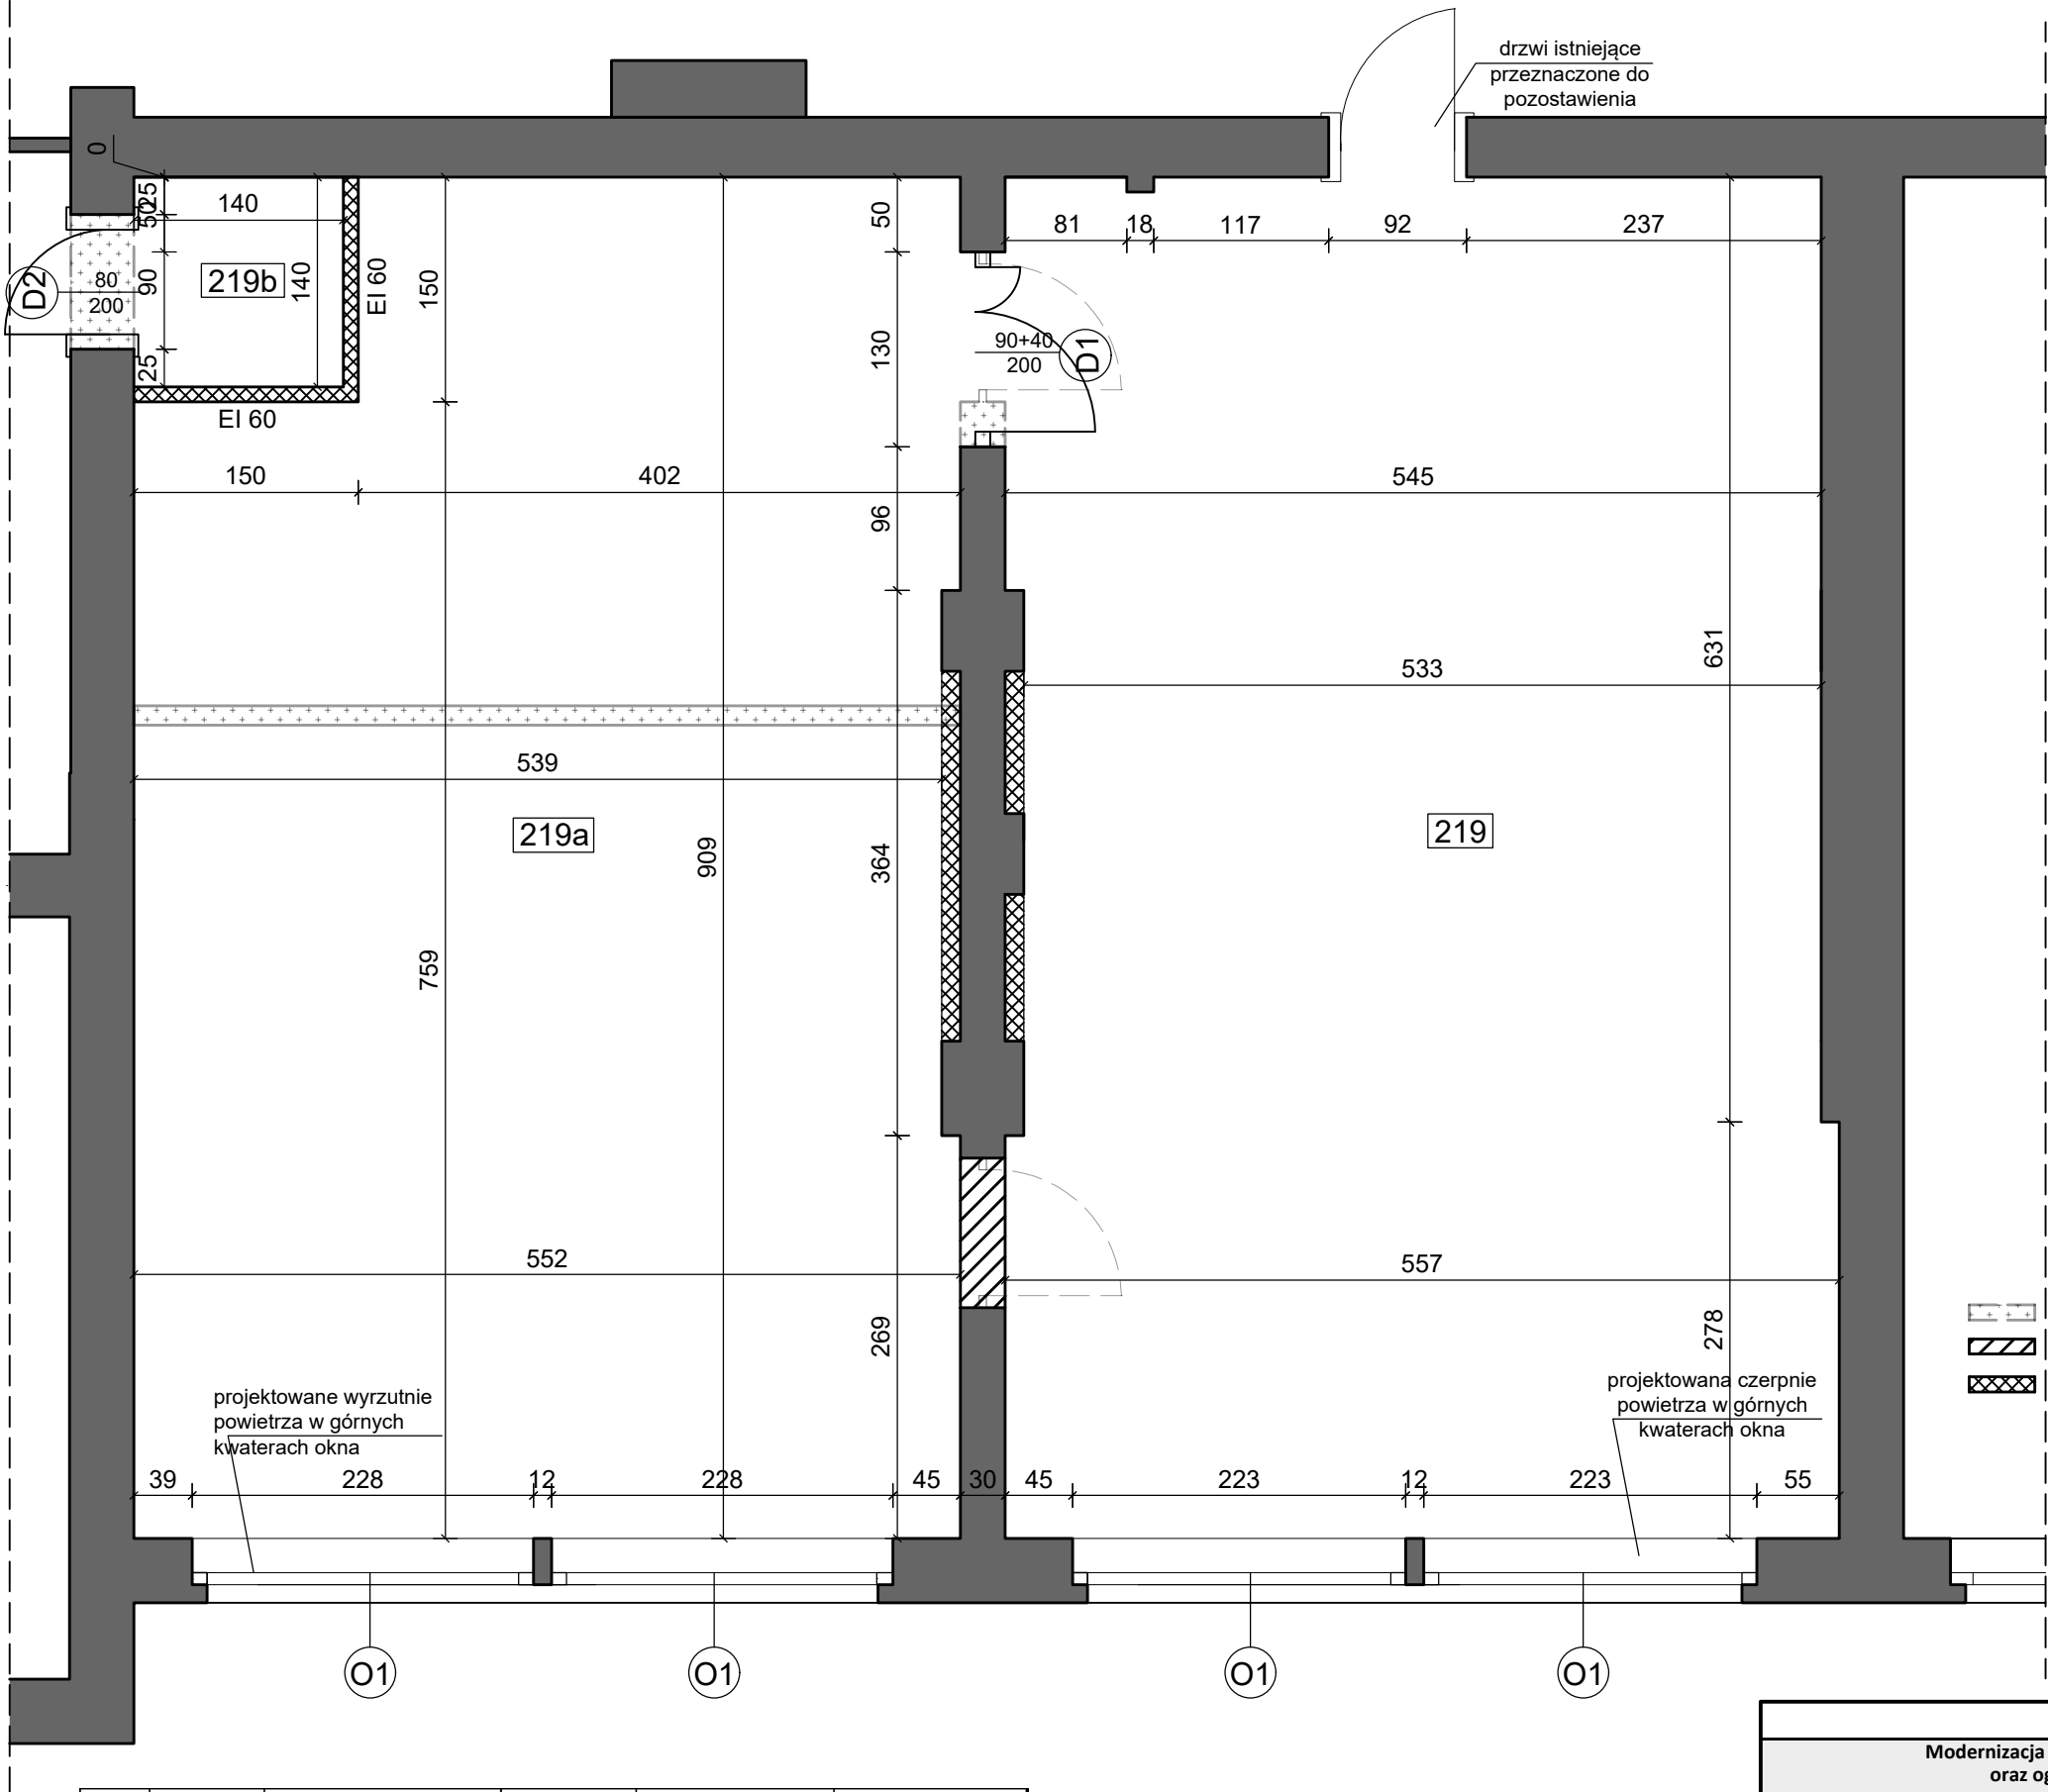 drzwi istniejące
przeznaczone do
pozostawienia
0
25
50
140
90
140
219b
80
200
D2
25
EI 60
EI 60
150
50
130
81
18
117
92
237
90+40
200
D1
150
402
96
545
631
533
539
219a
909
364
219
759
552
557
269
278
projektowane wyrzutnie
powietrza w górnych
kwaterach okna
projektowana czerpnie
powietrza w górnych
kwaterach okna
39
228
12
228
45
30
45
223
12
223
55
O1
O1
O1
O1
Modernizacja